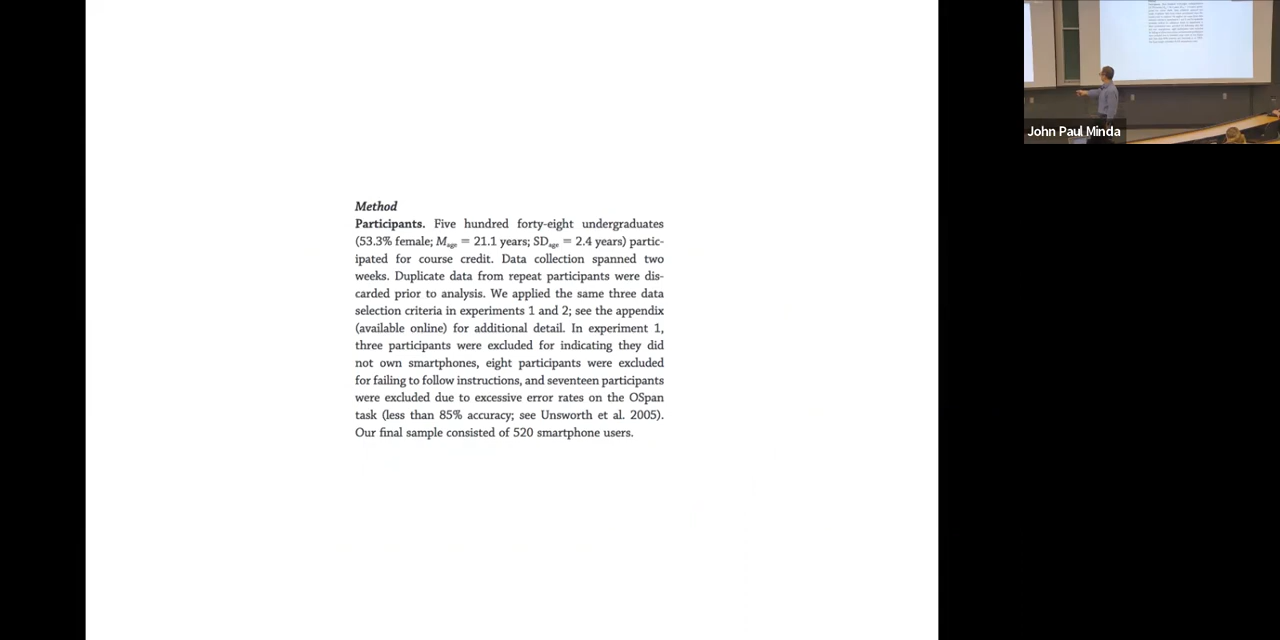 Method
Participants. Five hundred forty-eight undergraduates
(53.3% female; Mage = 21.1 years; SDage = 2.4 years) partic-
ipated for course credit. Data collection spanned two
weeks. Duplicate data from repeat participants were dis-
carded prior to analysis. We applied the same three data
selection criteria in experiments 1 and 2; see the appendix
(available online) for additional detail. In experiment 1,
three participants were excluded for indicating they did
not own smartphones, eight participants were excluded
for failing to follow instructions, and seventeen participants
were excluded due to excessive error rates on the OSpan
task (less than 85% accuracy; see Unsworth et al. 2005).
Our final sample consisted of 520 smartphone users.
John Paul Minda